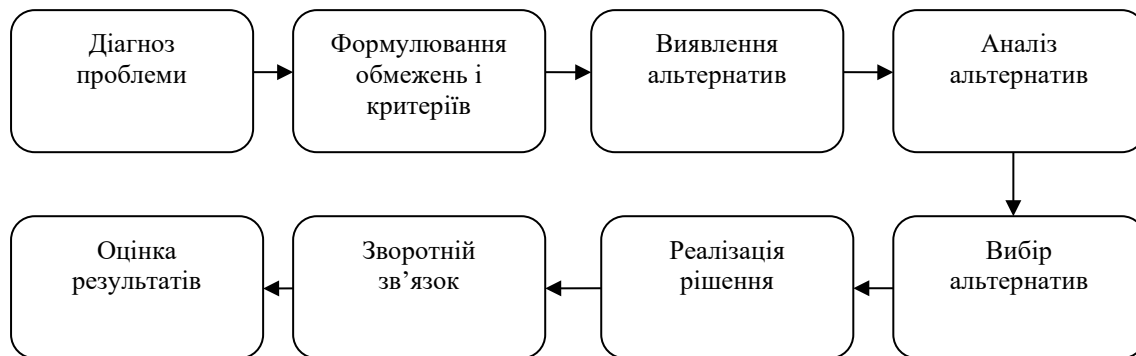 Діагноз
проблеми
Формулювання
обмежень і
критеріїв
Виявлення
альтернатив
Аналіз
альтернатив
Оцінка
результатів
Зворотній
зв’язок
Реалізація
рішення
Вибір
альтернатив